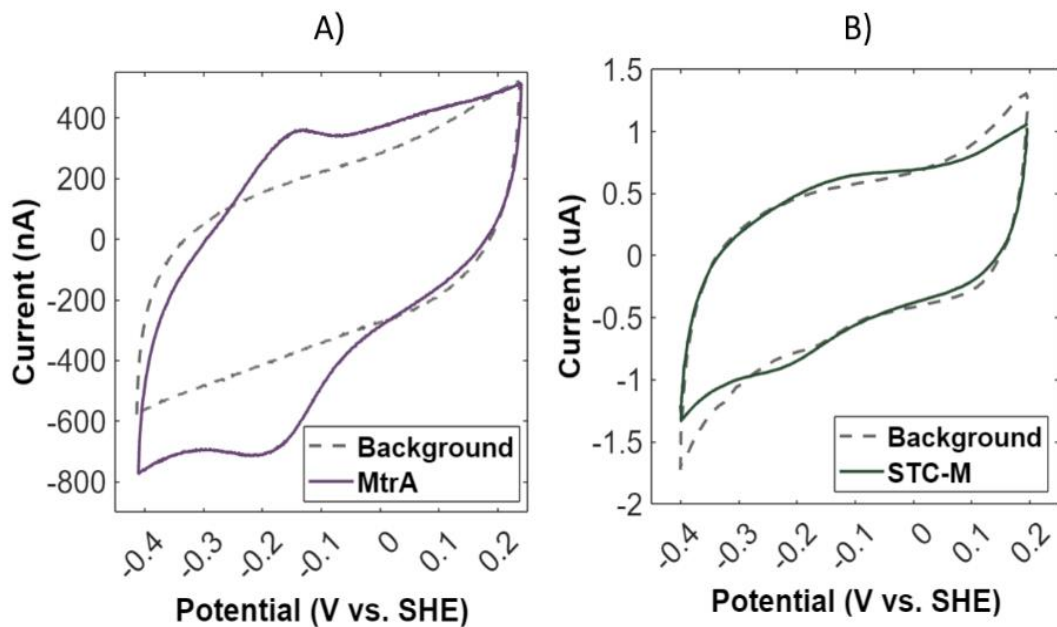 A)
B)
Current (nA)
400
200
0
-200
-400
-600
-800
Background
MtrA
-0.4
-0.3
-0.2
-0.1
0
0.1
0.2
Potential (V vs. SHE)
Current (uA)
1.5
1
0.5
0
-0.5
-1
-1.5
-2
Background
STC-M
-0.4
-0.3
-0.2
-0.1
0
0.1
0.2
Potential (V vs. SHE)